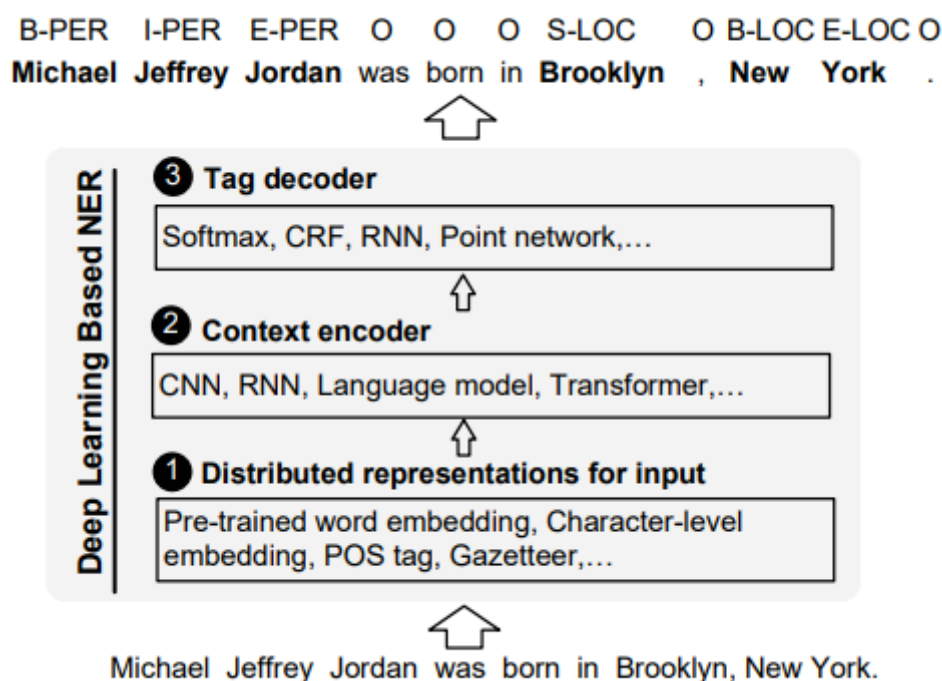 B-PER I-PER E-PER O O O S-LOC O B-LOC E-LOC O
Michael Jeffrey Jordan was born in Brooklyn , New York .
Deep Learning Based NER
3 Tag decoder
Softmax, CRF, RNN, Point network,...
2 Context encoder
CNN, RNN, Language model, Transformer,...
1 Distributed representations for input
Pre-trained word embedding, Character-level
embedding, POS tag, Gazetteer,...
Michael Jeffrey Jordan was born in Brooklyn, New York.